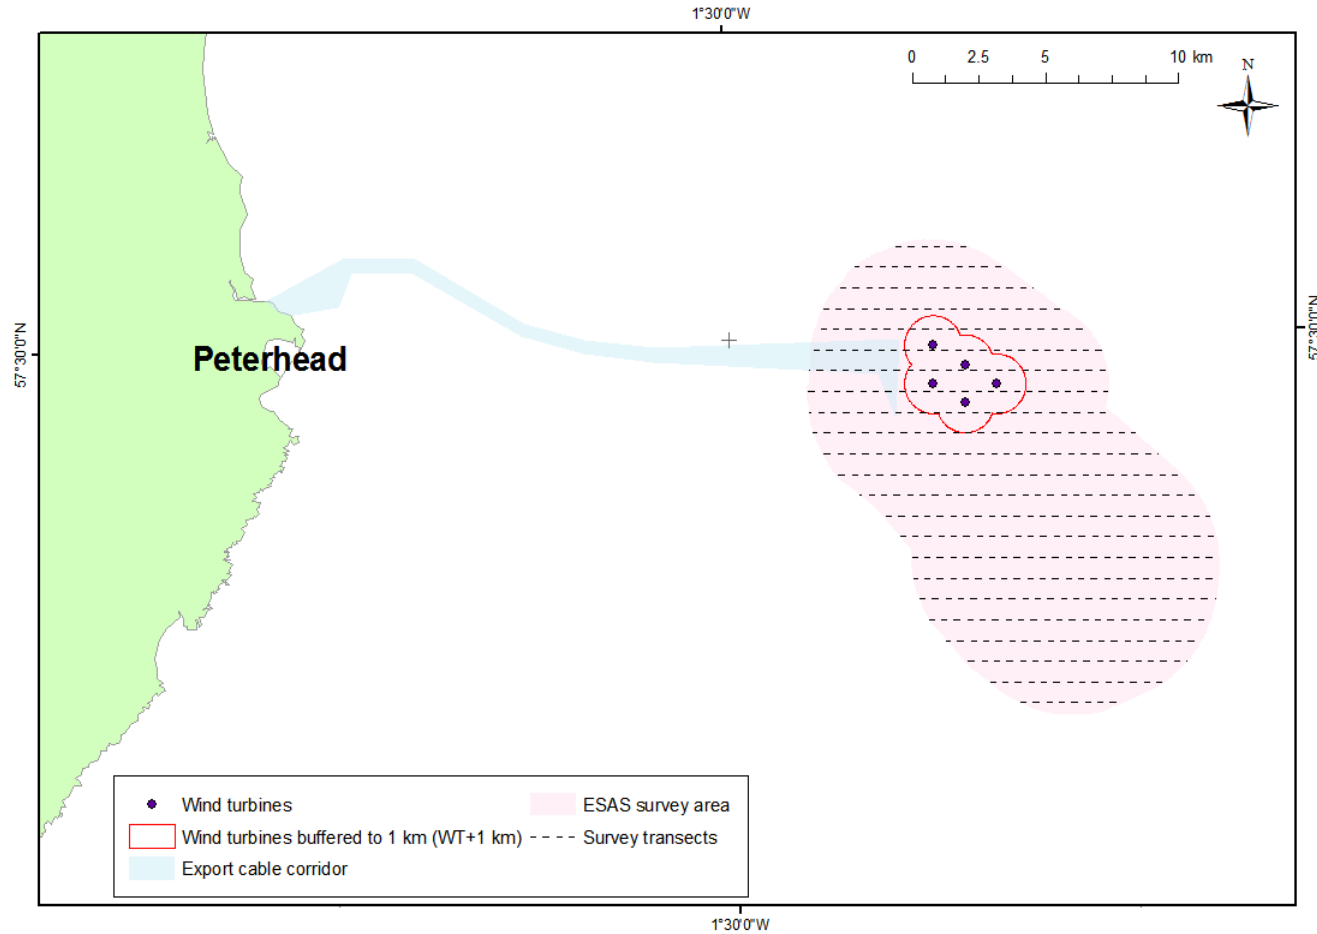 1°30'0"W
0 2.5 5 10 km
N
57°30'0"N
57°30'0"N
Peterhead
Wind turbines
ESAS survey area
Wind turbines buffered to 1 km (WT+1 km)
Survey transects
Export cable corridor
1°30'0"W